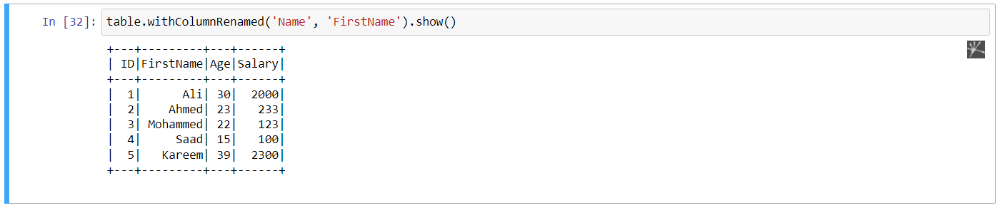 In [32]: table.withColumnRenamed('Name', 'FirstName').show()
+---+---------+---+------+
| ID|FirstName|Age|Salary|
+---+---------+---+------+
|  1|      Ali| 30|  2000|
|  2|    Ahmed| 23|   233|
|  3| Mohammed| 22|   123|
|  4|     Saad| 15|   100|
|  5|   Kareem| 39|  2300|
+---+---------+---+------+